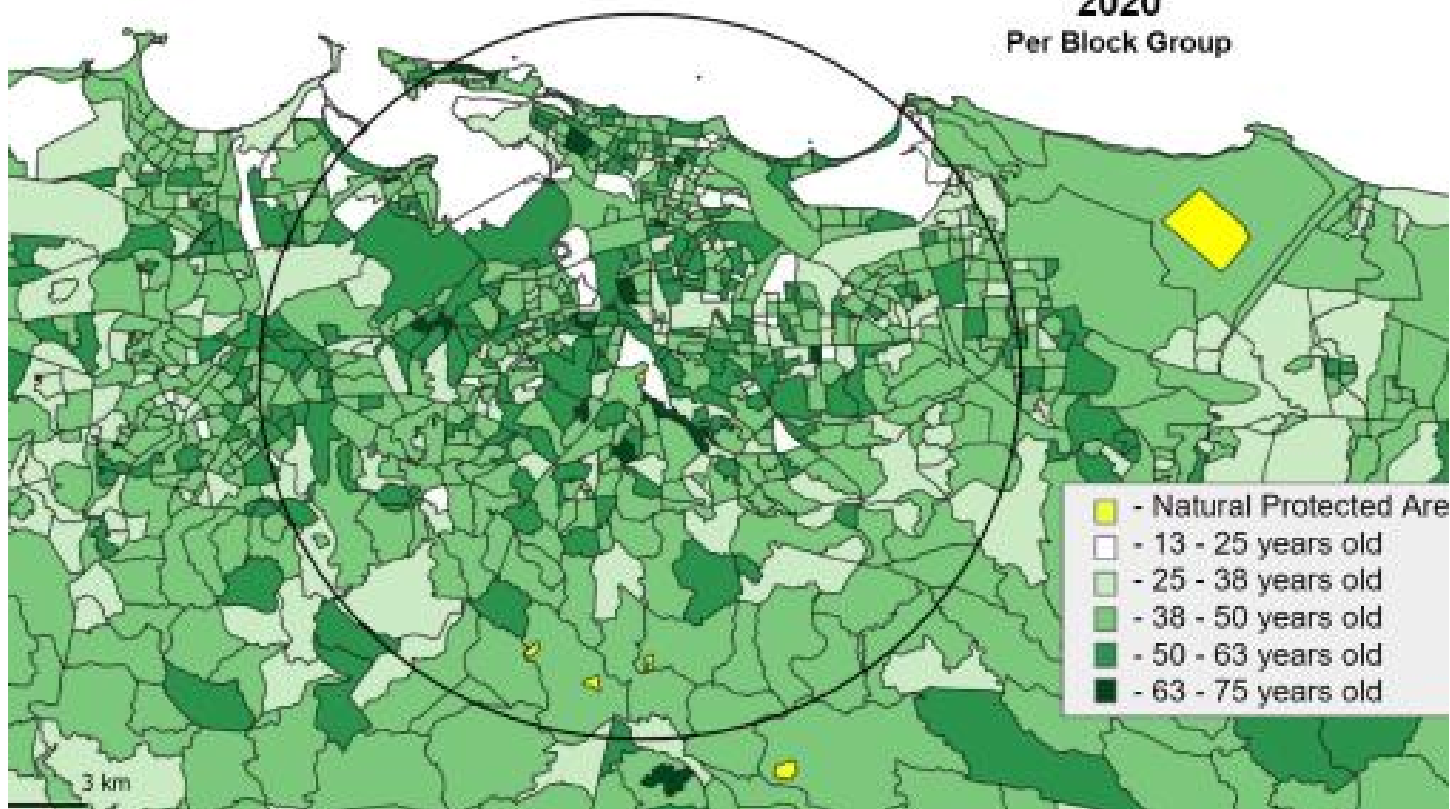 2020
Per Block Group
- Natural Protected Are
- 13 - 25 years old
- 25 - 38 years old
- 38 - 50 years old
- 50 - 63 years old
- 63 - 75 years old
3 km